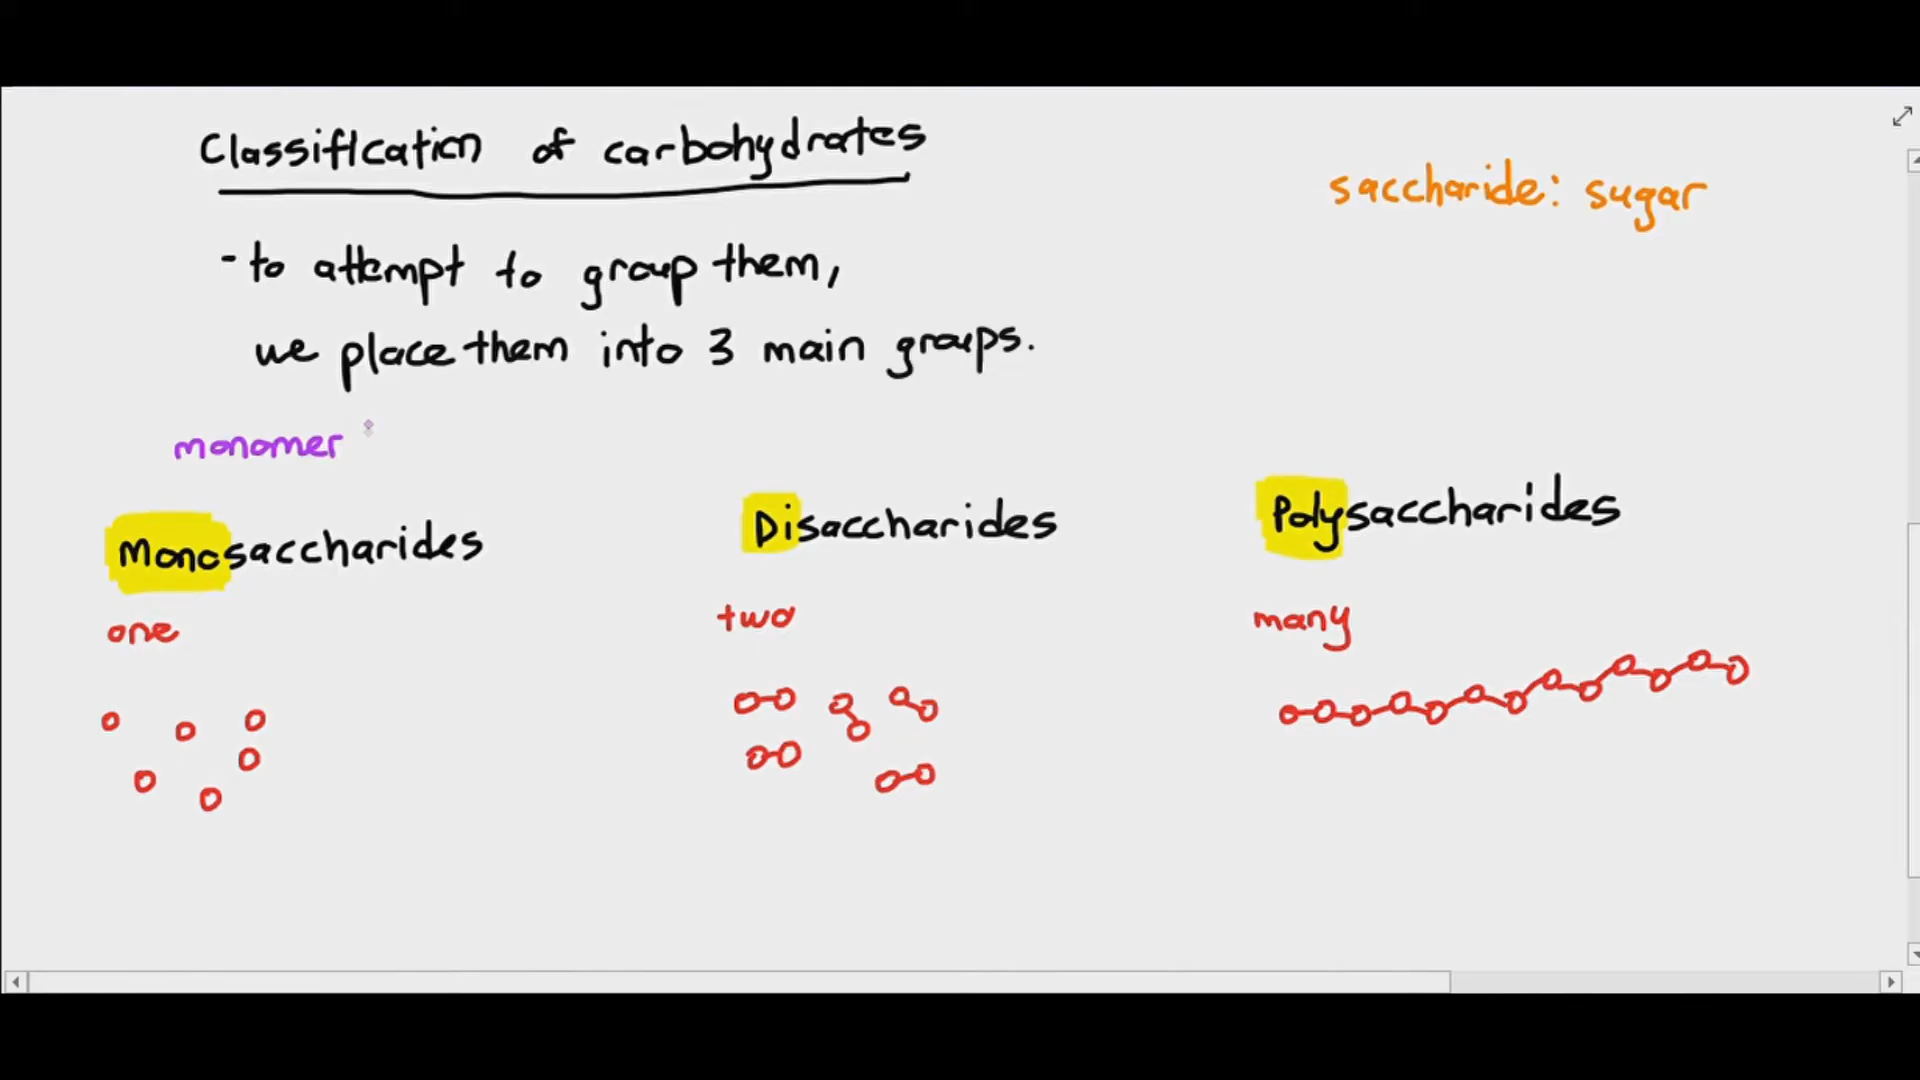 Classification of carbohydrates
saccharide: sugar
- to attempt to group them,
we place them into 3 main groups.
monomer
Monosaccharides
Disaccharides
Polysaccharides
one
two
many